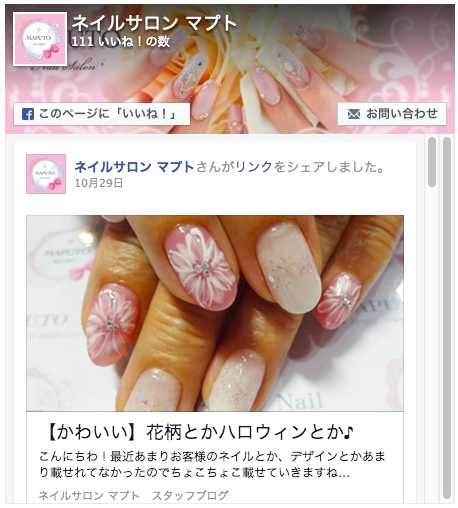 MAPUTO
ネイルサロン マプト
111 いいね!の数
Nail Salon
このページに「いいね!」
お問い合わせ
MAPUTO
ネイルサロン マプトさんがリンクをシェアしました。
10月29日
MAPUTO
Nail
【かわいい】花柄とかハロウィンとか♪
こんにちわ！最近あまりお客様のネイルとか、デザインとかあま
り載せれてなかったのでちょこちょこ載せていきますね...
ネイルサロン マプト　スタッフブログ